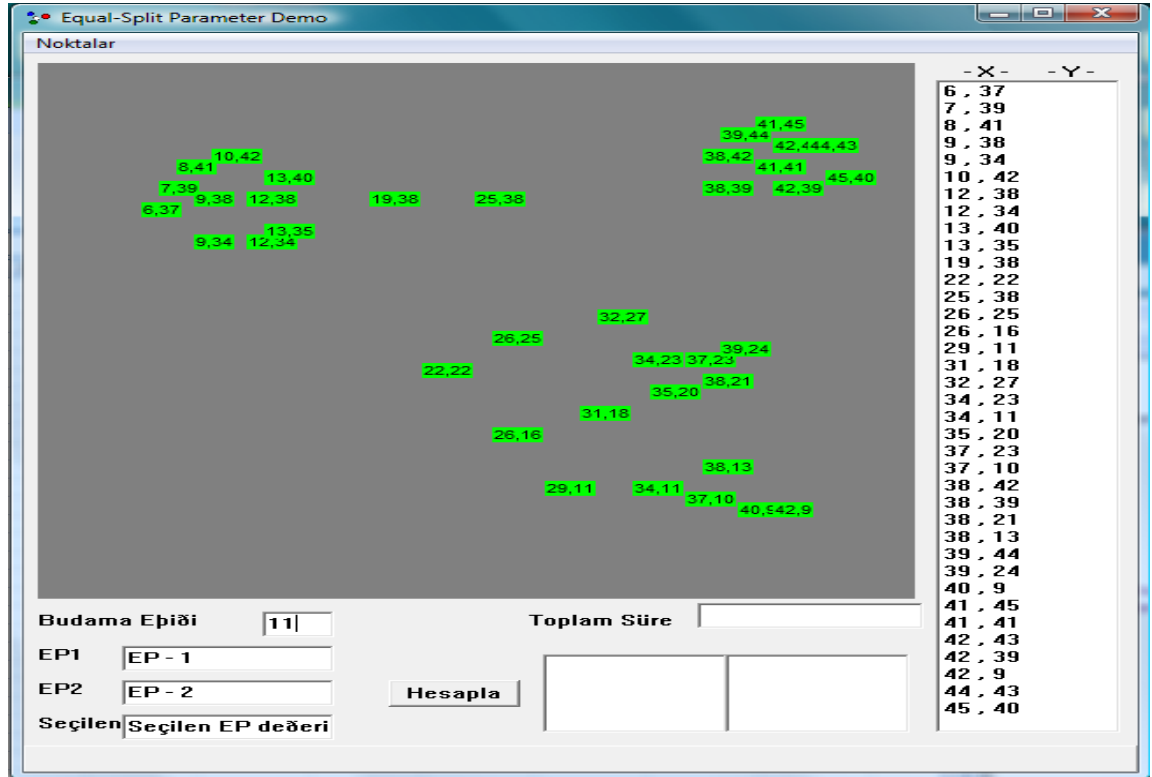 Equal-Split Parameter Demo
Noktalar
41,45
39,44
42,444,43
10,42
38,42
8,41
41,41
13,40
45,40
7,39
38,39
42,39
9,38
12,38
19,38
25,38
6,37
13,35
9,34
12,34
32,27
26,25
39,24
34,23
37,23
22,22
38,21
35,20
31,18
26,16
38,13
29,11
34,11
37,10
40,942,9
-X- -Y-
6 , 37
7 , 39
8 , 41
9 , 38
9 , 34
10 , 42
12 , 38
12 , 34
13 , 40
13 , 35
19 , 38
22 , 22
25 , 38
26 , 25
26 , 16
29 , 11
31 , 18
32 , 27
34 , 23
34 , 11
35 , 20
37 , 23
37 , 10
38 , 42
38 , 39
38 , 21
38 , 13
39 , 44
39 , 24
40 , 9
41 , 45
41 , 41
42 , 43
42 , 39
42 , 9
44 , 43
45 , 40
Budama Eþiði 11
Toplam Süre
EP1 EP - 1
EP2 EP - 2
Hesapla
Seçilen Seçilen EP deðeri